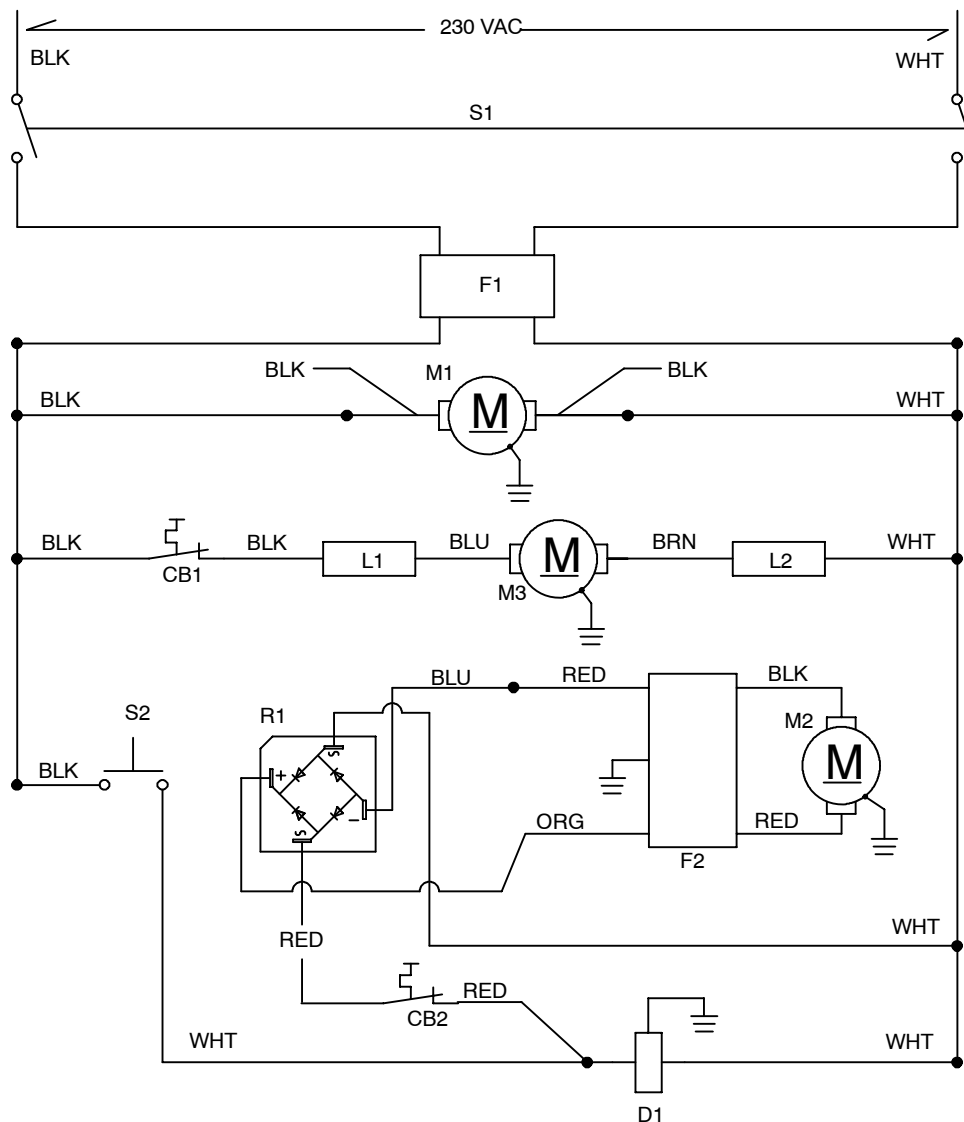 230 VAC
BLK
WHT
S1
F1
M1
BLK
BLK
BLK
WHT
M
BLK
BLK
BLU
BRN
WHT
CB1
L1
M
L2
M3
BLU
RED
BLK
S2
R1
M2
BLK
S
+
M
–
S
ORG
RED
F2
RED
WHT
RED
CB2
WHT
WHT
D1